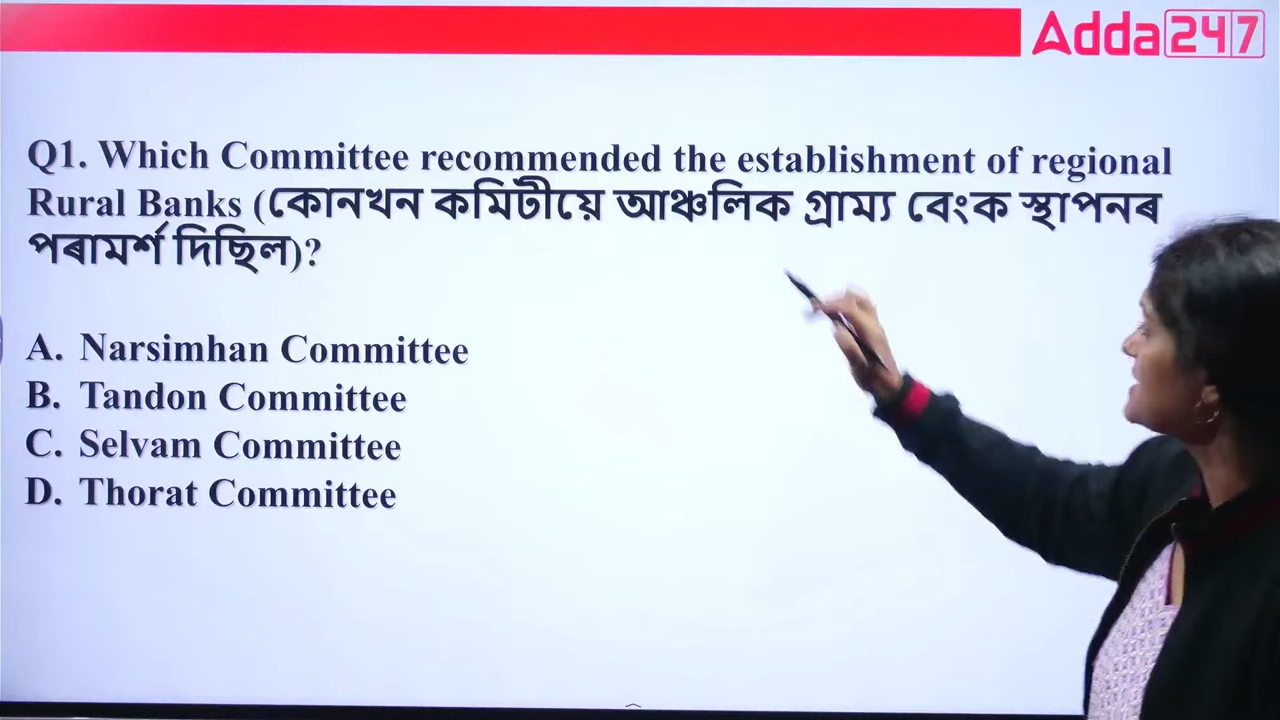 Adda247
Q1. Which Committee recommended the establishment of regional
Rural Banks (কোনখন কমিটীয়ে আঞ্চলিক গ্ৰাম্য বেংক স্থাপনৰ
পৰামৰ্শ দিছিল)?
A. Narsimhan Committee
B. Tandon Committee
C. Selvam Committee
D. Thorat Committee